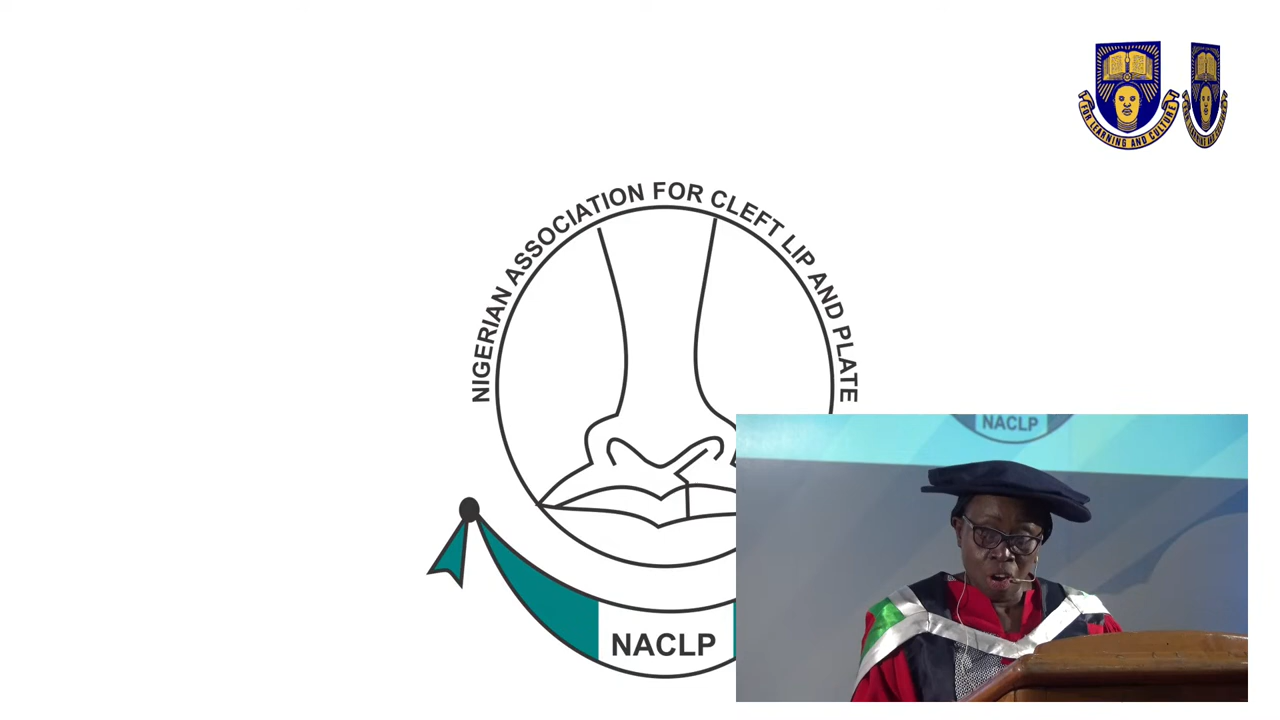 FOR LEARNING AND CULTURE
NIGERIAN ASSOCIATION FOR CLEFT LIP AND PLATE
NACLP
NACLP